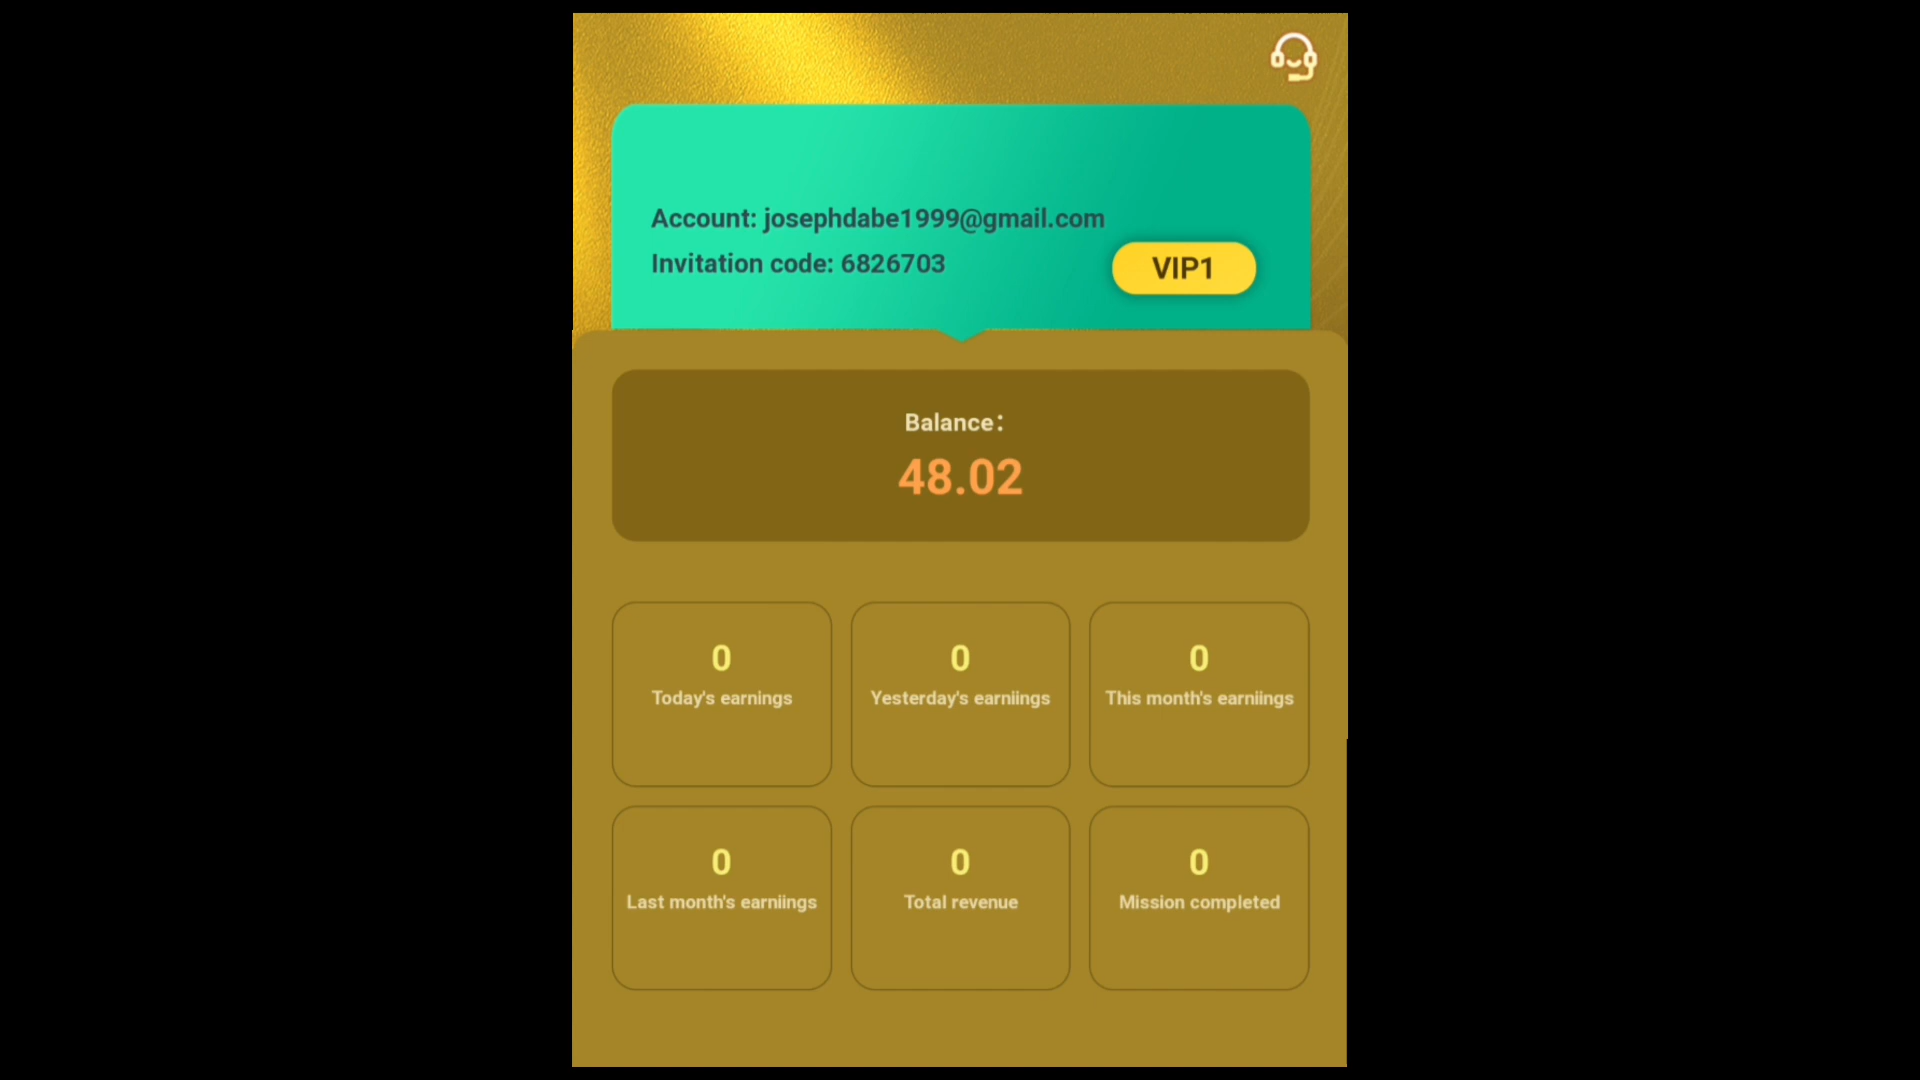 Account: josephdabe1999@gmail.com
Invitation code: 6826703
VIP1
Balance:
48.02
0
Today's earnings
0
Yesterday's earniings
0
This month's earniings
0
Last month's earniings
0
Total revenue
0
Mission completed